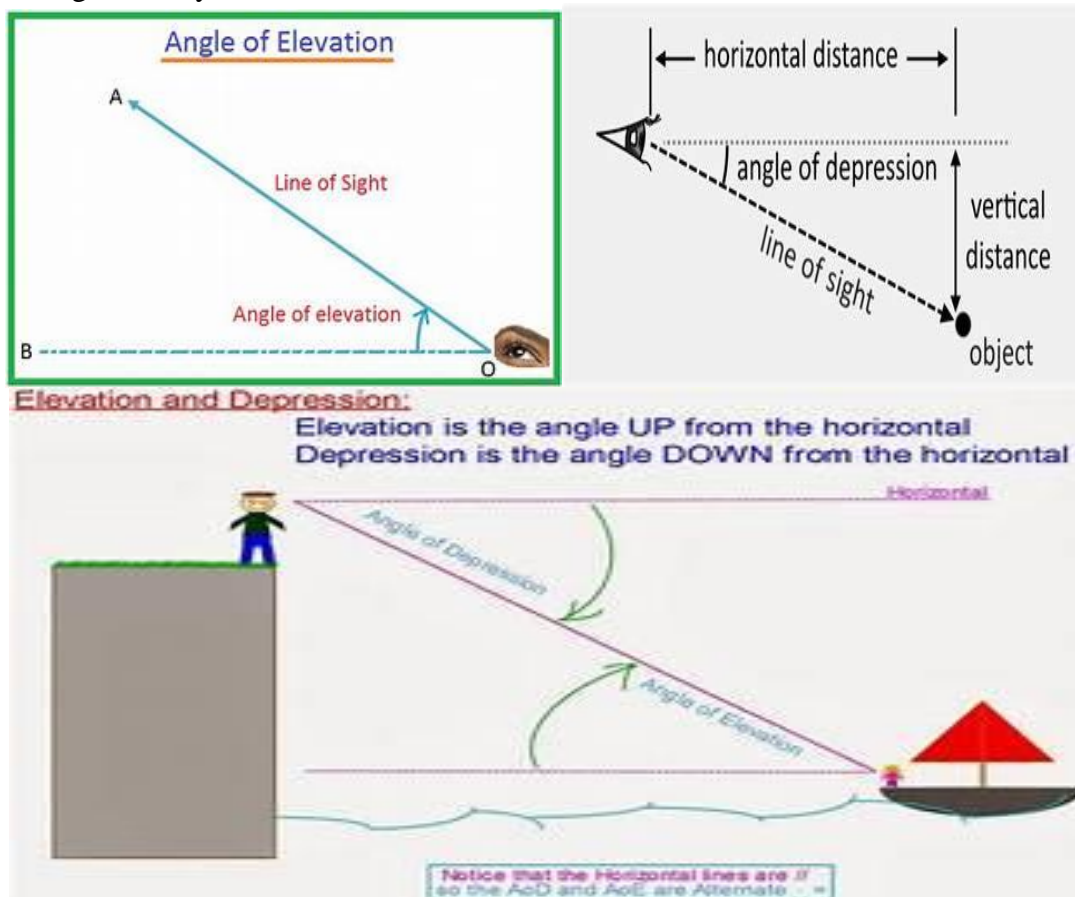 Angle of Elevation
A
Line of Sight
Angle of elevation
B
O
horizontal distance
angle of depression
vertical
distance
line of sight
object
Elevation and Depression:
Elevation is the angle UP from the horizontal
Depression is the angle DOWN from the horizontal
Horizontal
Angle of Depression
Angle of Elevation
Notice that the Horizontal lines are //
so the AoD and AoE are Alternate - =